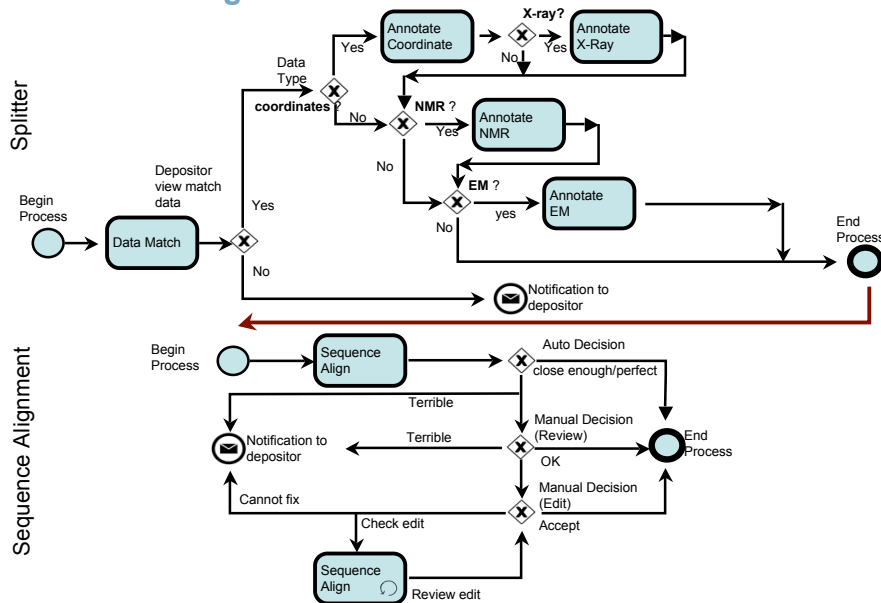 X-ray?
Yes
Annotate
Coordinate
Yes
Annotate
X-Ray
No
Data
Type
coordinates ?
No
NMR ?
Yes
Annotate
NMR
Splitter
Depositor
view match
data
No
EM ?
yes
Annotate
EM
Begin
Process
Yes
Data Match
No
End
Process
No
Notification to
depositor
Begin
Process
Sequence
Align
Auto Decision
close enough/perfect
Terrible
Sequence Alignment
Notification to
depositor
Terrible
Manual Decision
(Review)
OK
End
Process
Cannot fix
Manual Decision
(Edit)
Accept
Check edit
Sequence
Align
Review edit